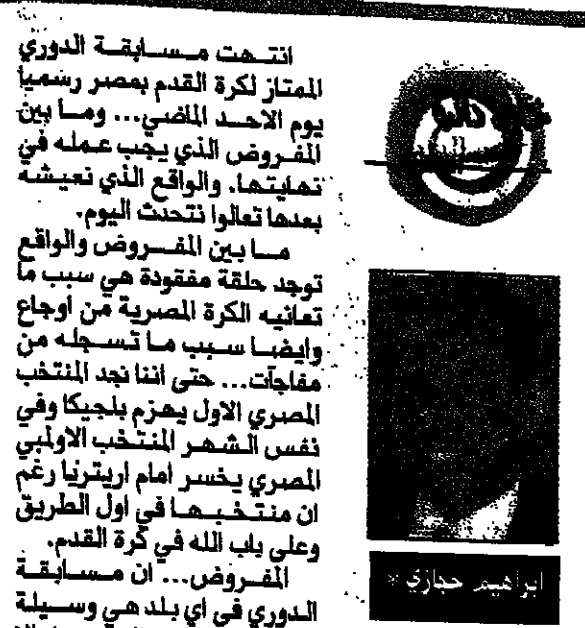 انتهت مسابقة الدوري
الممتاز لكرة القدم بمصر رسميا
يوم الاحد الماضي... وما بين
المفروض الذي يجب عمله في
نهايتها. والواقع الذي نعيشه
بعدها تعالوا نتحدث اليوم.
ما بين المفروض والواقع
توجد حلقة مفقودة هي سبب ما
تعانيه الكرة المصرية من اوجاع
وايضا سبب ما تسجله من
مفاجآت... حتى اننا نجد المنتخب
المصري الاول يهزم بلجيكا وفي
نفس الشهر المنتخب الاولمبي
المصري يخسر امام اريتريا رغم
ان منتخبها في اول الطريق
وعلى باب الله في كرة القدم.
المفروض... ان مسابقة
الدوري في اي بلد هي وسيلة
ابراهيم حجازي *